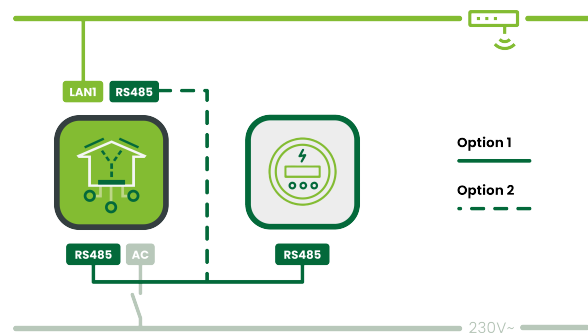 LAN1 RS485
Option 1
Option 2
RS485 AC RS485
230V~